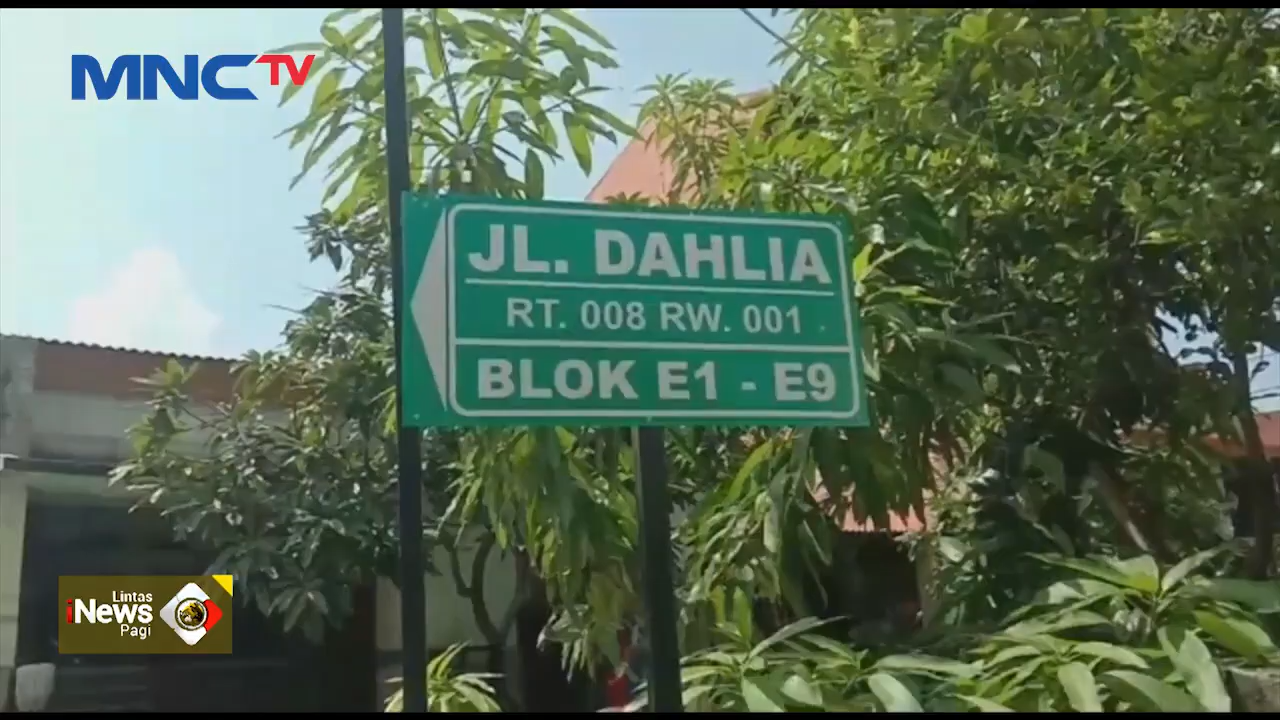 MNCTV
JL. DAHLIA
RT. 008 RW. 001
BLOK E1 - E9
Lintas
iNews
Pagi